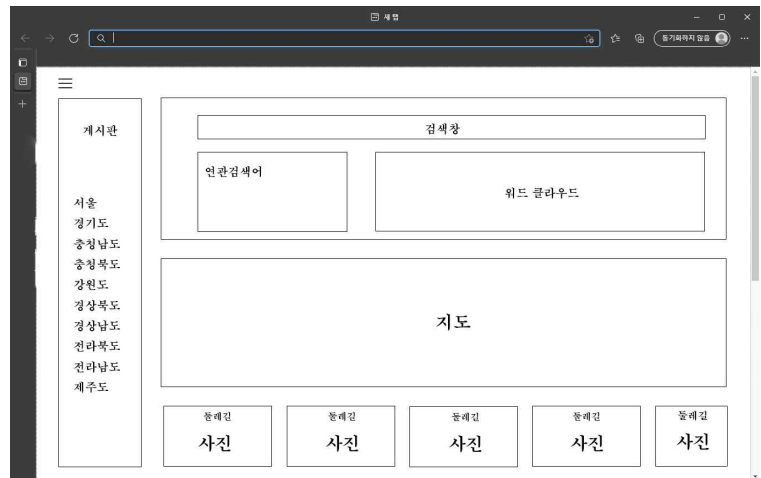 새 탭
동기화하지 않음
게시판
서울
경기도
충청남도
충청북도
강원도
경상북도
경상남도
전라북도
전라남도
제주도
검색창
연관검색어
워드 클라우드
지도
둘레길
사진
둘레길
사진
둘레길
사진
둘레길
사진
둘레길
사진